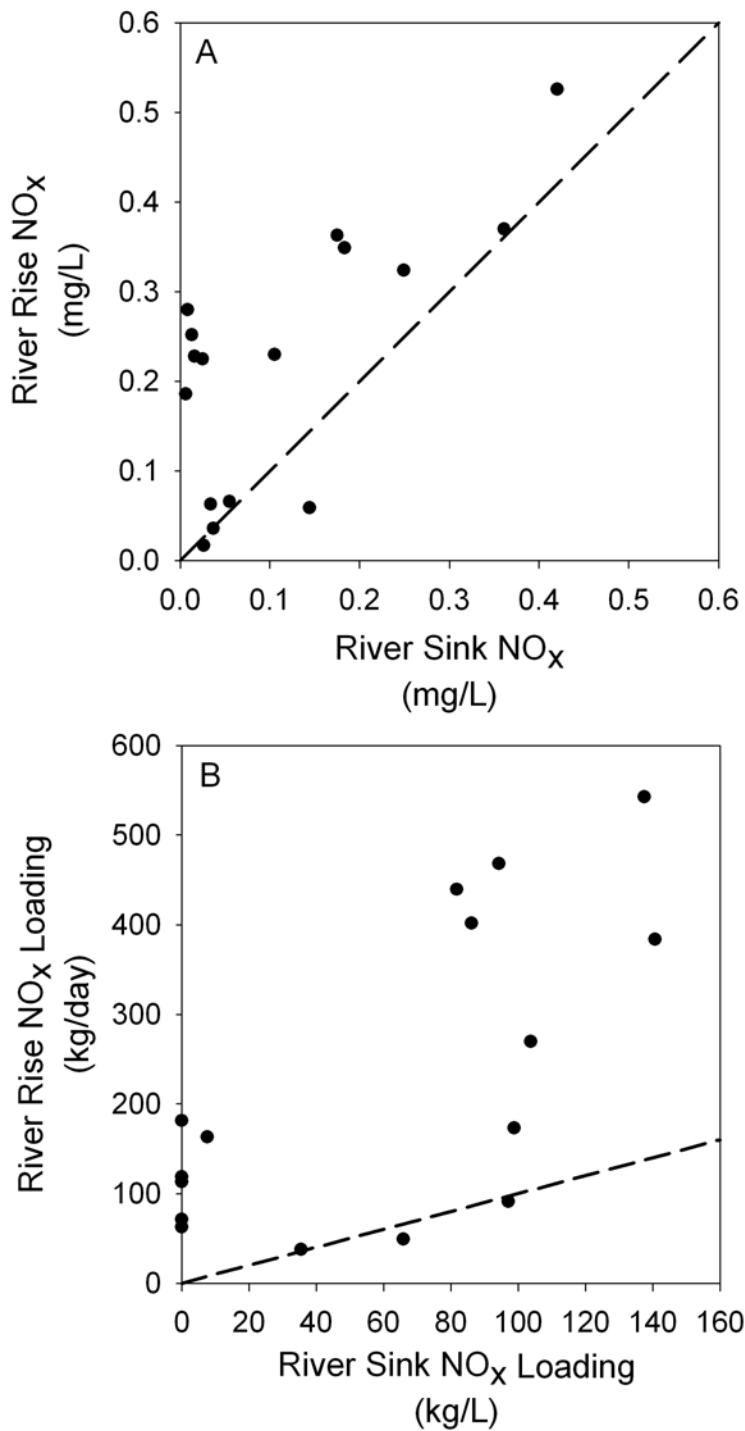 A
River Rise NOX
(mg/L)
0.6
0.5
0.4
0.3
0.2
0.1
0.0
0.0 0.1 0.2 0.3 0.4 0.5 0.6
River Sink NOX
(mg/L)
B
River Rise NOX Loading
(kg/day)
600
500
400
300
200
100
0
0 20 40 60 80 100 120 140 160
River Sink NOX Loading
(kg/L)